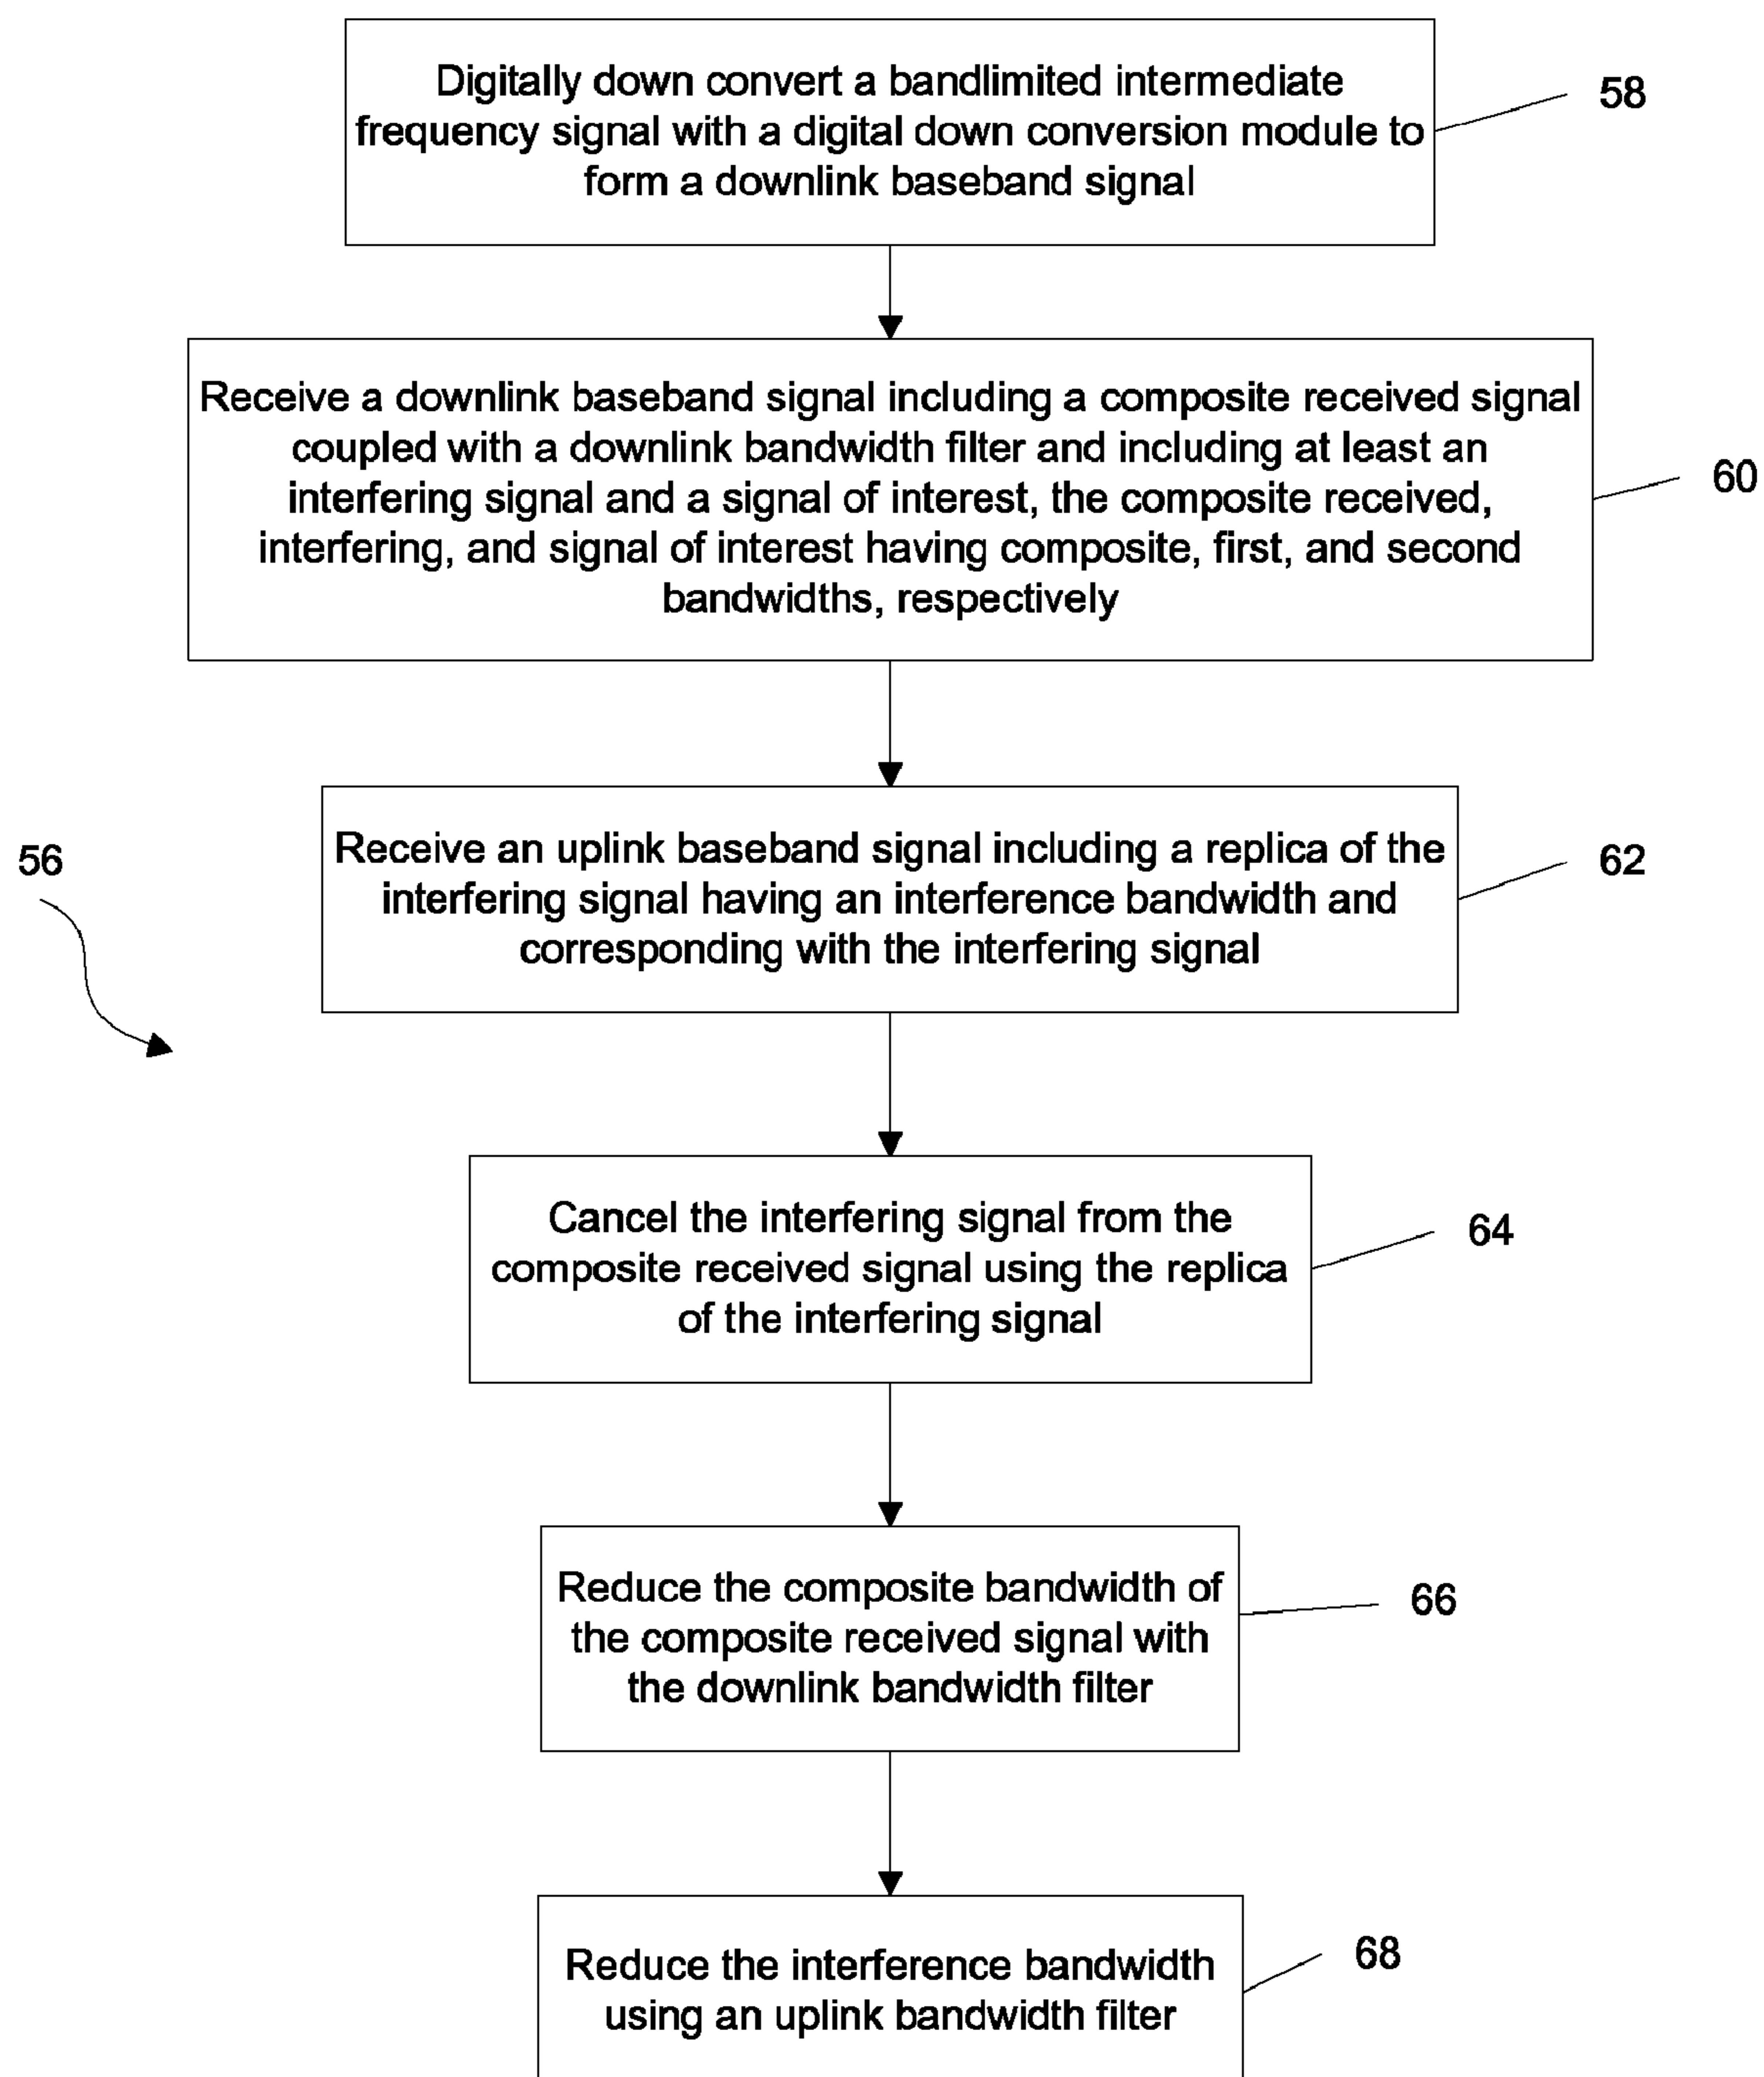 Digitally down convert a bandlimited intermediate
frequency signal with a digital down conversion module to
form a downlink baseband signal
58
Receive a downlink baseband signal including a composite received signal
coupled with a downlink bandwidth filter and including at least an
interfering signal and a signal of interest, the composite received,
interfering, and signal of interest having composite, first, and second
bandwidths, respectively
60
56
Receive an uplink baseband signal including a replica of the
interfering signal having an interference bandwidth and
corresponding with the interfering signal
62
Cancel the interfering signal from the
composite received signal using the replica
of the interfering signal
64
Reduce the composite bandwidth of
the composite received signal with
the downlink bandwidth filter
66
Reduce the interference bandwidth
using an uplink bandwidth filter
68